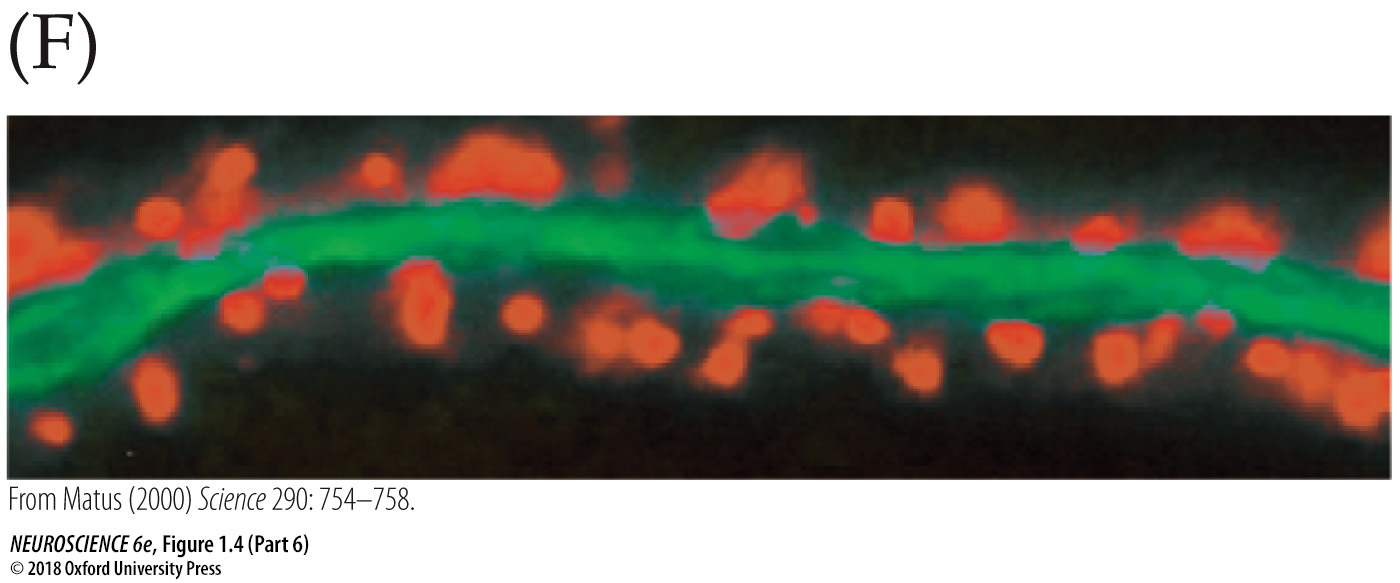 (F)
From Matus (2000) Science 290: 754–758.
NEUROSCIENCE 6e, Figure 1.4 (Part 6)
© 2018 Oxford University Press